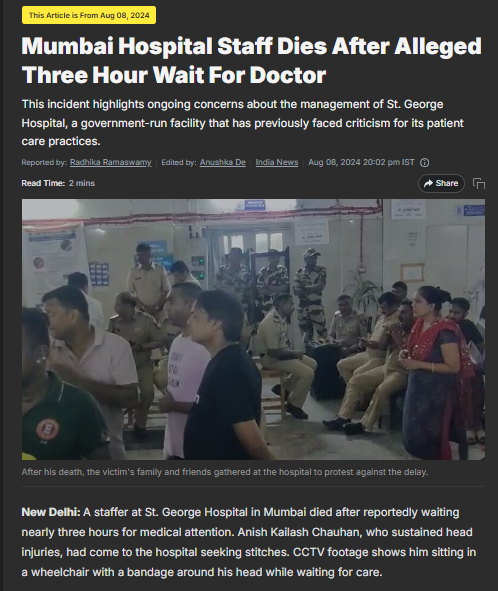 This Article is From Aug 08, 2024
Mumbai Hospital Staff Dies After Alleged
Three Hour Wait For Doctor
This incident highlights ongoing concerns about the management of St. George
Hospital, a government-run facility that has previously faced criticism for its patient
care practices.
Reported by: Radhika Ramaswamy | Edited by: Anushka De | India News | Aug 08, 2024 20:02 pm IST
Read Time: 2 mins
Share
After his death, the victim's family and friends gathered at the hospital to protest against the delay.
New Delhi: A staffer at St. George Hospital in Mumbai died after reportedly waiting
nearly three hours for medical attention. Anish Kailash Chauhan, who sustained head
injuries, had come to the hospital seeking stitches. CCTV footage shows him sitting in
a wheelchair with a bandage around his head while waiting for care.